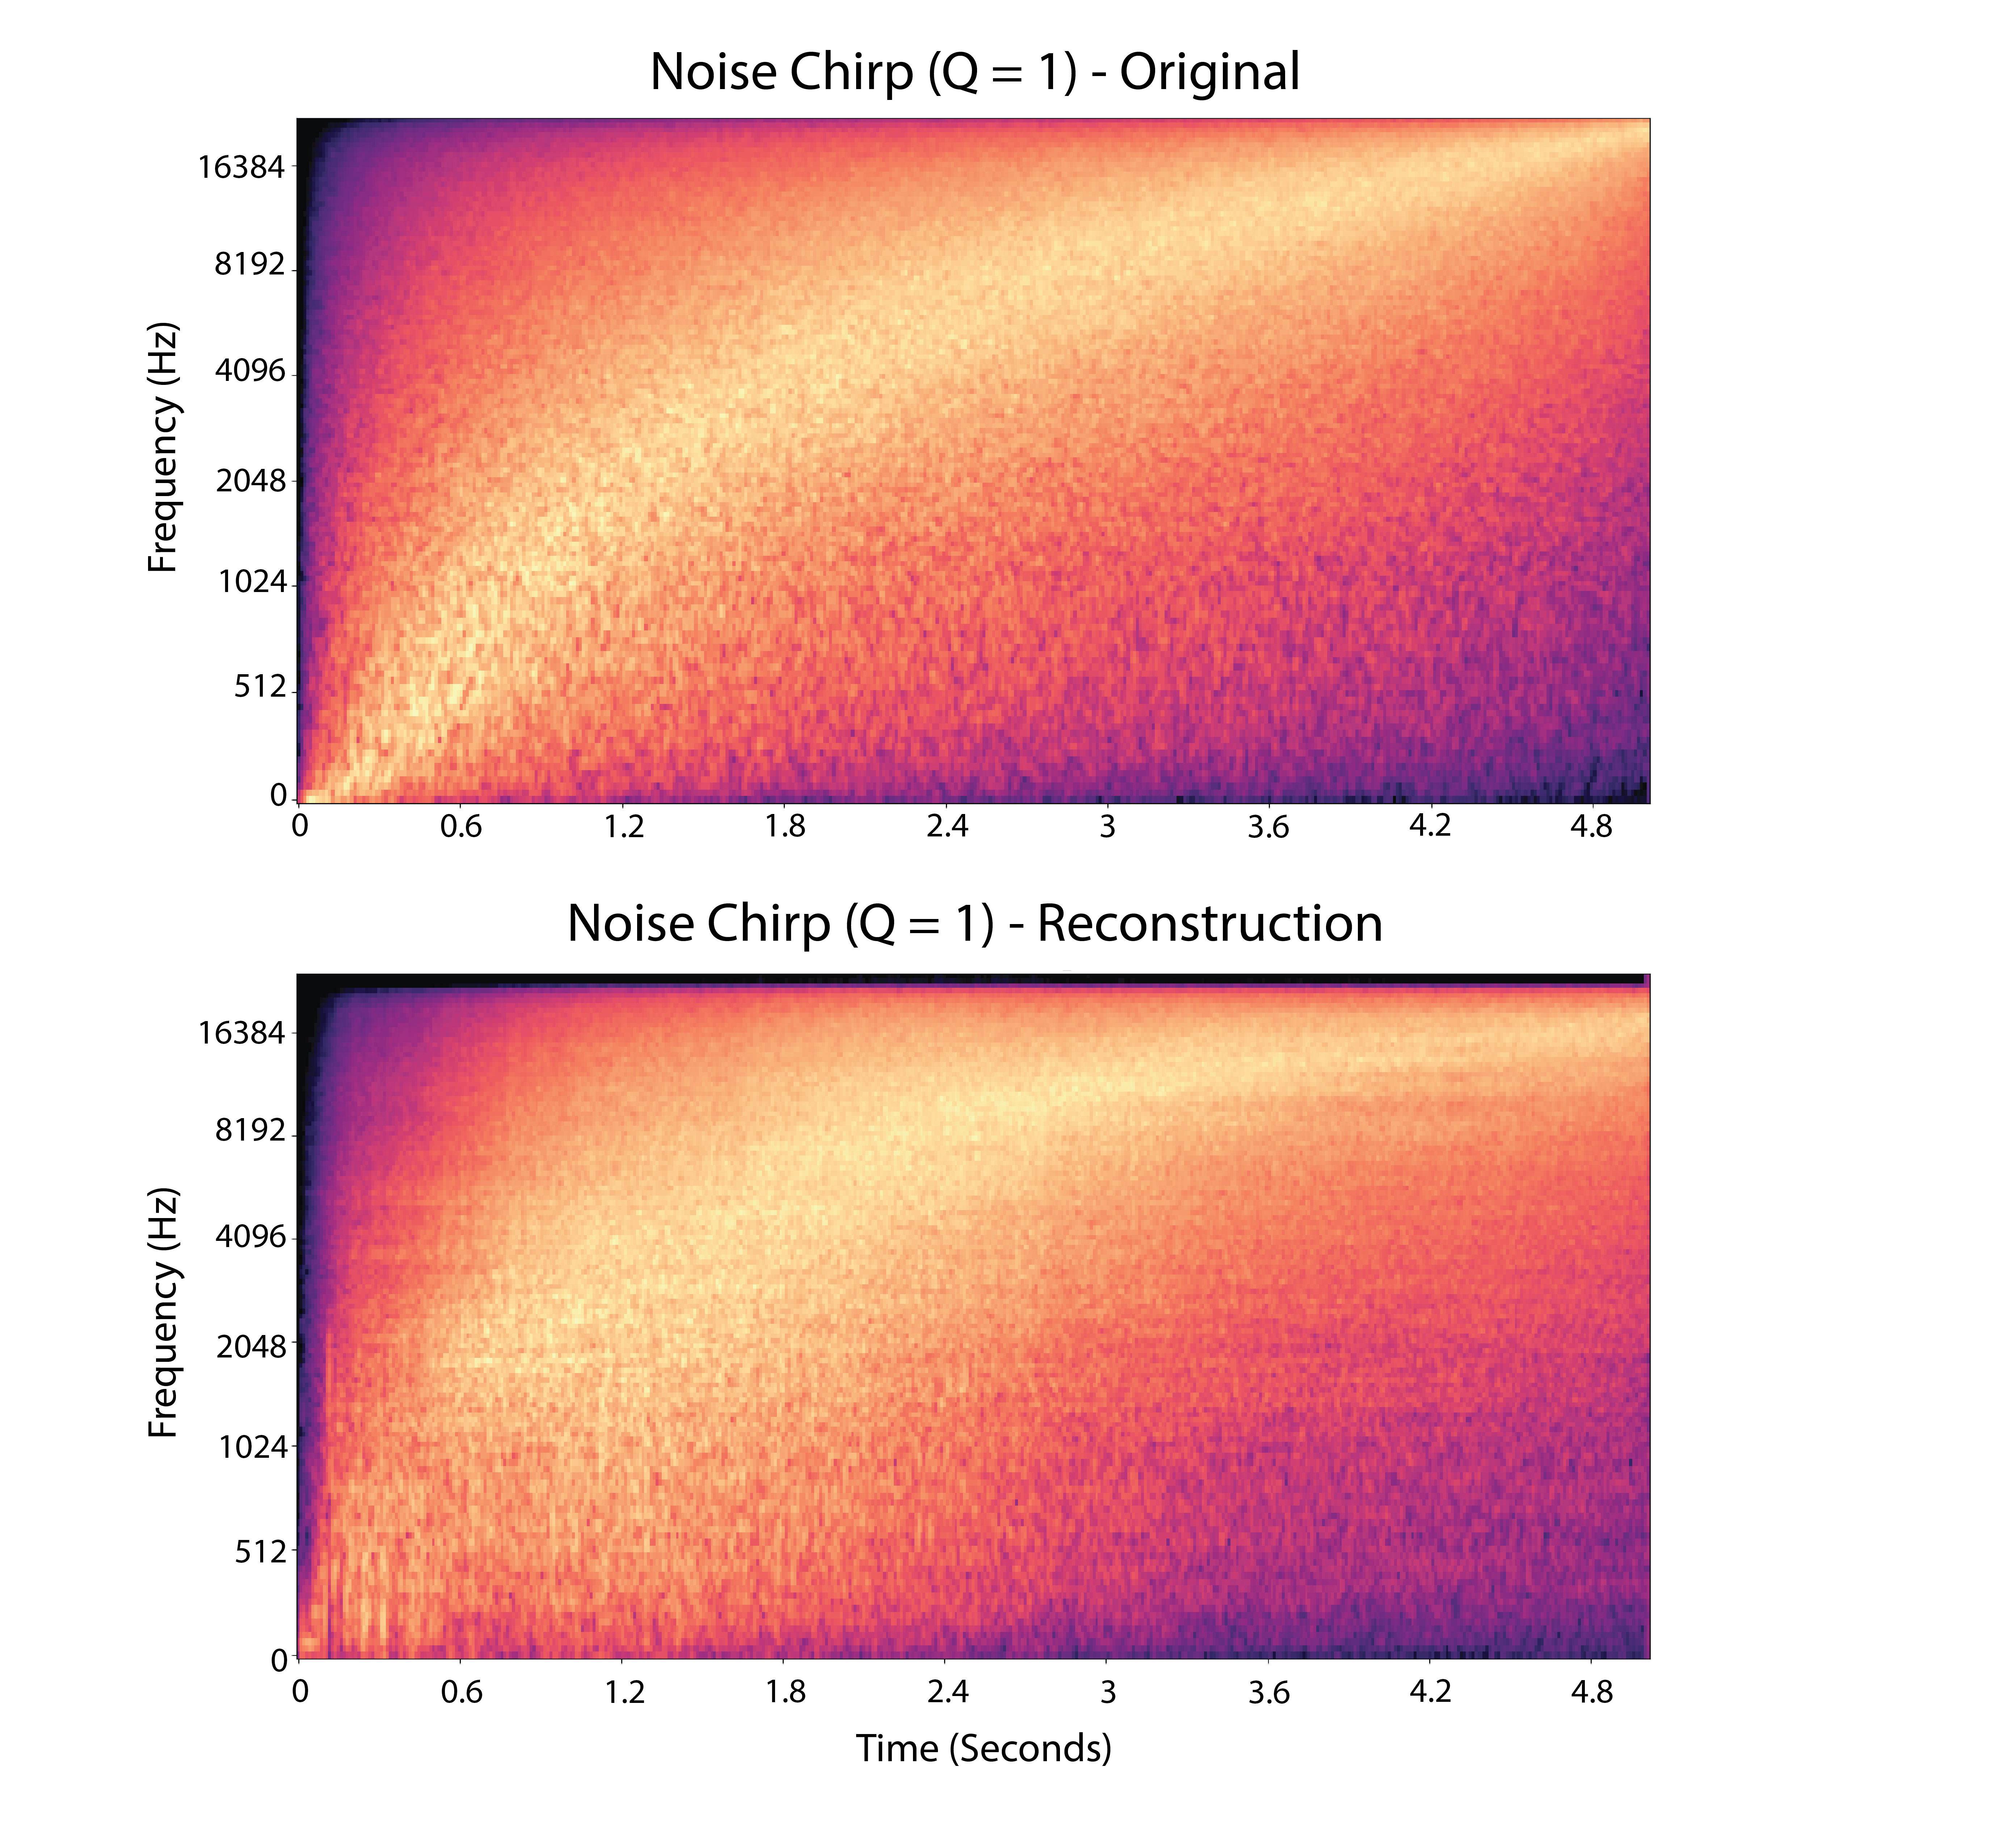 Noise Chirp (Q = 1) - Original
Frequency (Hz)
16384
8192
4096
2048
1024
512
0
0 0.6 1.2 1.8 2.4 3 3.6 4.2 4.8
Noise Chirp (Q = 1) - Reconstruction
Frequency (Hz)
16384
8192
4096
2048
1024
512
0
0 0.6 1.2 1.8 2.4 3 3.6 4.2 4.8
Time (Seconds)